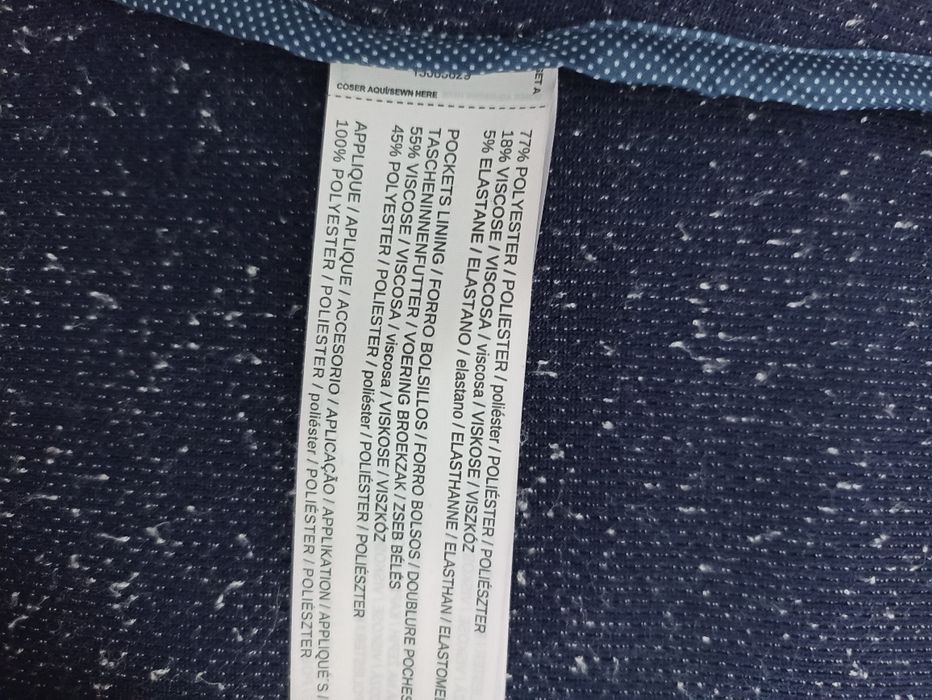 COSER AQUÍ/SEWN HERE
77% POLYESTER / POLIESTER / poliéster / POLIÉSTER / POLIÉSZTER
18% VISCOSE / VISCOSA / viscosa / VISKOSE / VISZKÓZ
5% ELASTANE / ELASTANO / elastano / ELASTHANNE / ELASTHAN / ELASTOME
POCKETS LINING / FORRO BOLSILLOS / FORRO BOLSOS / DOUBLURE POCHES
TASCHENINNENFUTTER / VOERING BROEKZAK / ZSEB BÉLÉS
55% VISCOSE / VISCOSA / viscosa / VISKOSE / VISZKÓZ
45% POLYESTER / POLIESTER / poliéster / POLIÉSTER / POLIÉSZTER
APPLIQUE / APLIQUE / ACCESORIO / APLICAÇÃO / APPLIKATION / APPLIQUÉS /
100% POLYESTER / POLIESTER / poliéster / POLIÉSTER / POLIÉSZTER